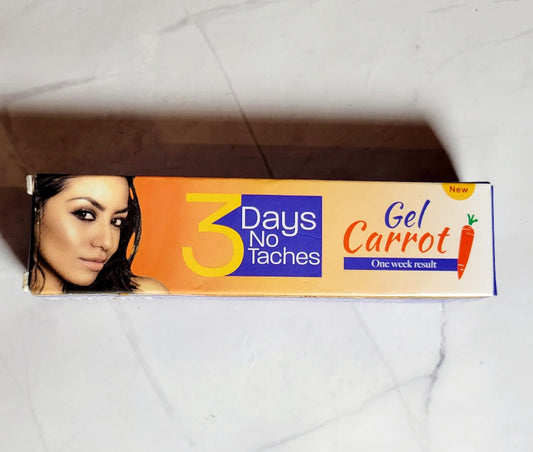 3
Days
No
Taches
New
Gel
Carrot
One week result